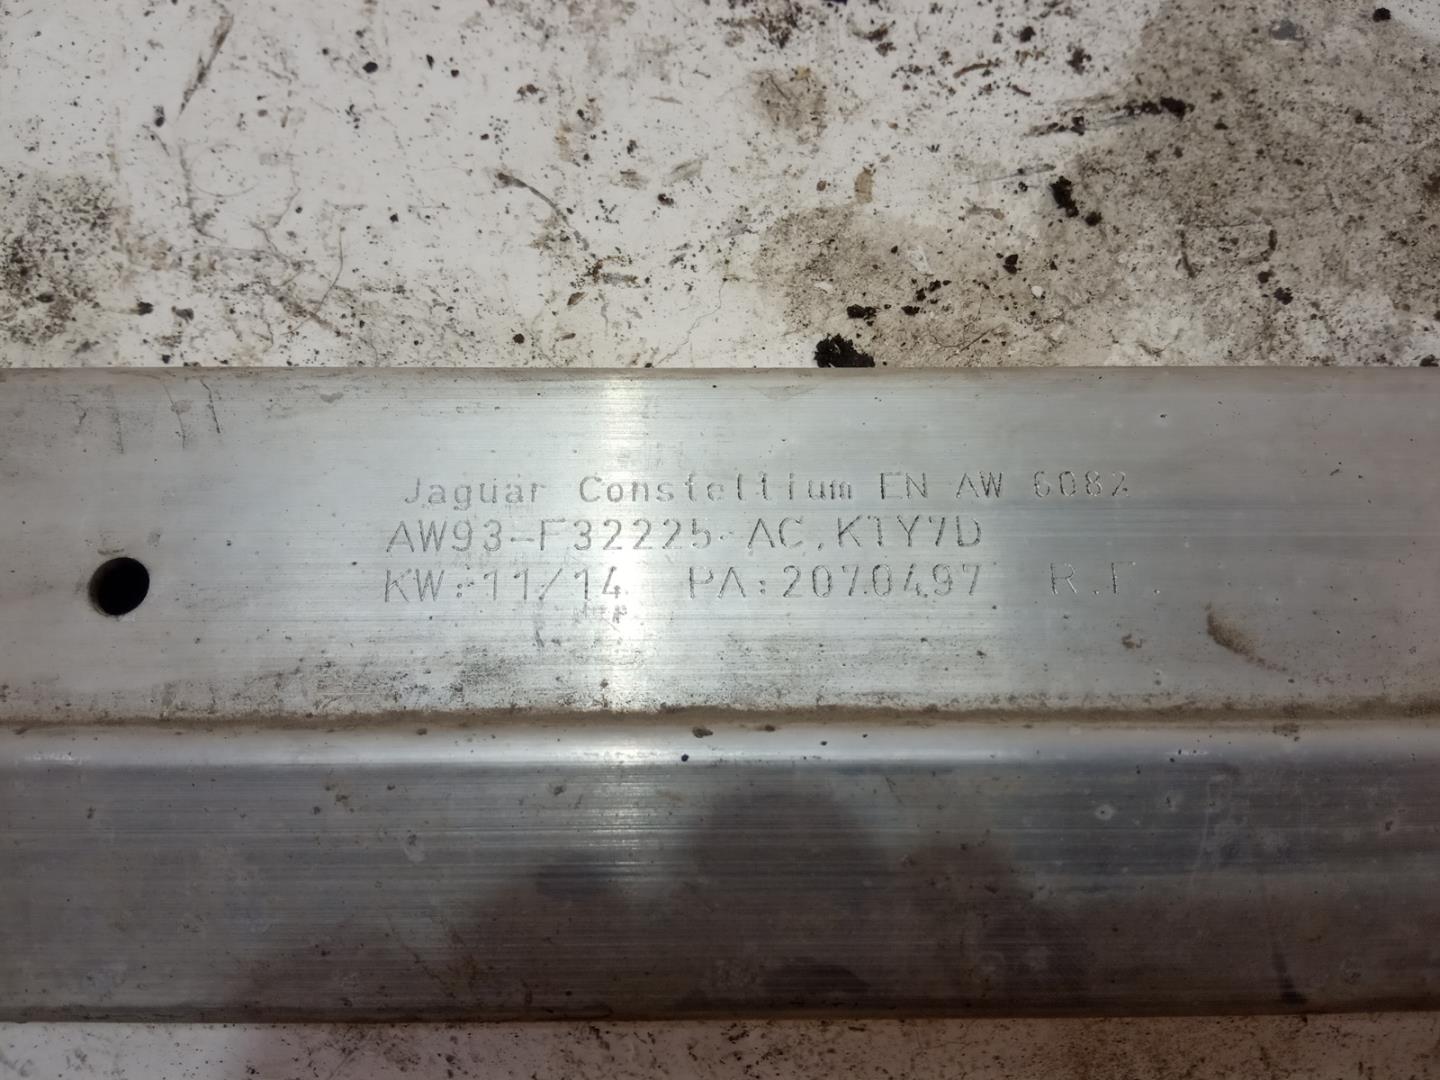 Jaguar Constellium EN AW 6082
AW93-F32225-AC,KTY7D
KW:11/14 PA:2070497 R.F.